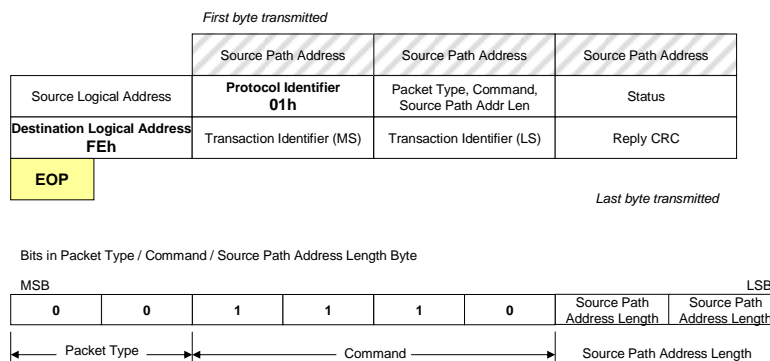 First byte transmitted
Source Path Address
Source Path Address
Source Path Address
Source Logical Address
Protocol Identifier
01h
Packet Type, Command,
Source Path Addr Len
Status
Destination Logical Address
FEh
Transaction Identifier (MS)
Transaction Identifier (LS)
Reply CRC
EOP
Last byte transmitted
Bits in Packet Type / Command / Source Path Address Length Byte
MSB
LSB
0
0
1
1
1
0
Source Path
Address Length
Source Path
Address Length
Packet Type
Command
Source Path Address Length